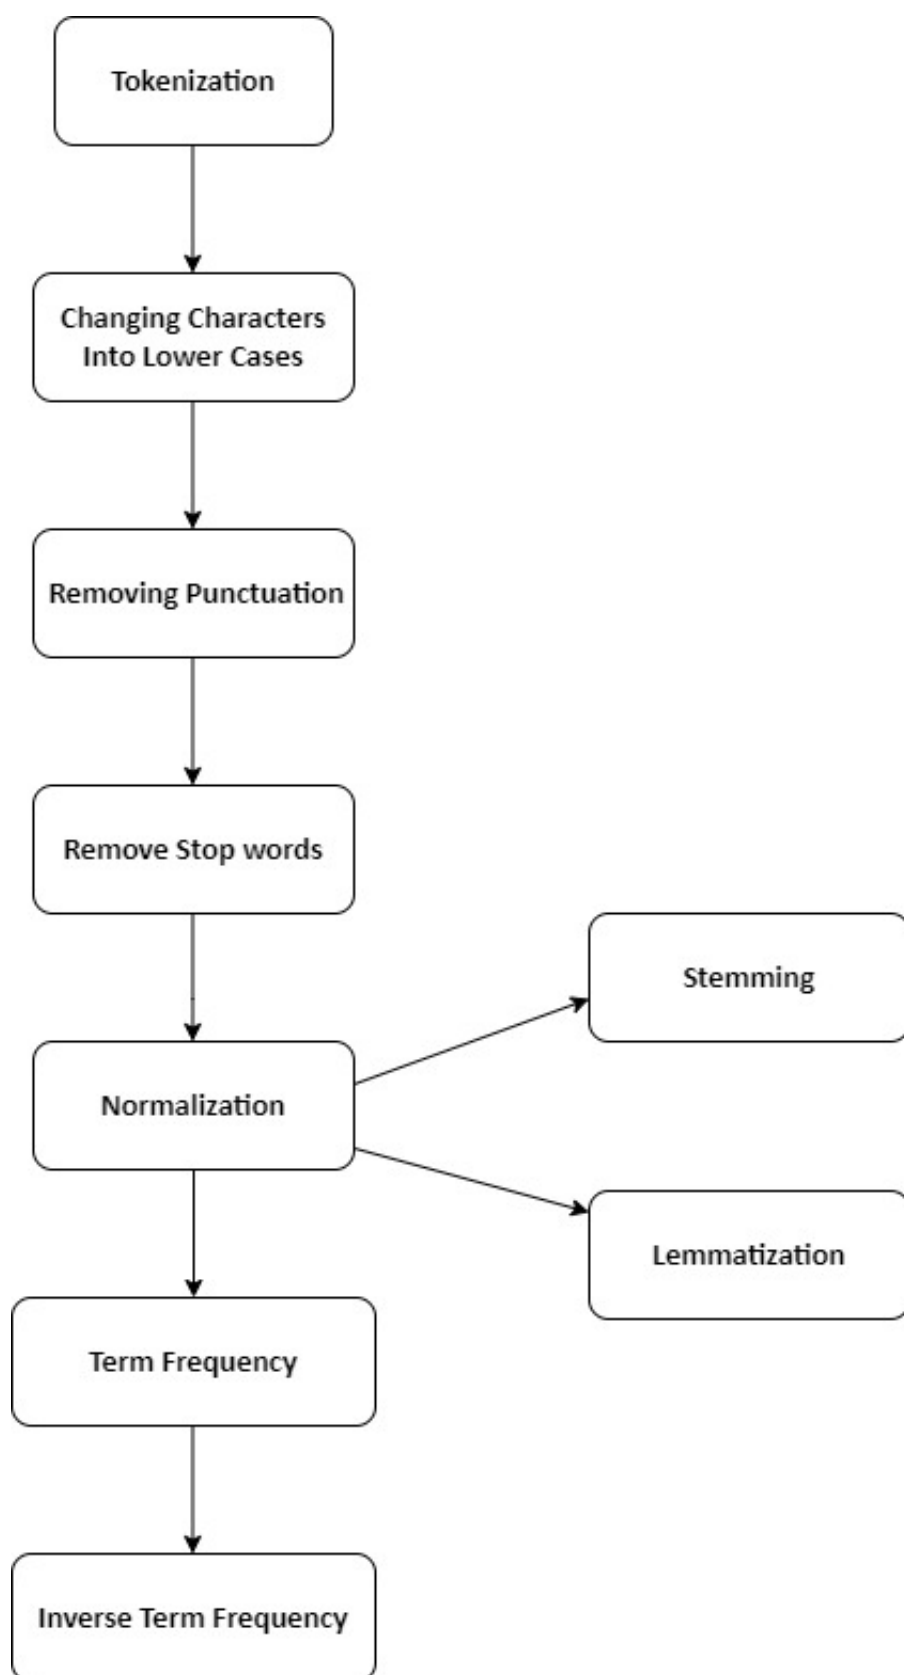 Tokenization
Changing Characters
Into Lower Cases
Removing Punctuation
Remove Stop words
Stemming
Normalization
Lemmatization
Term Frequency
Inverse Term Frequency